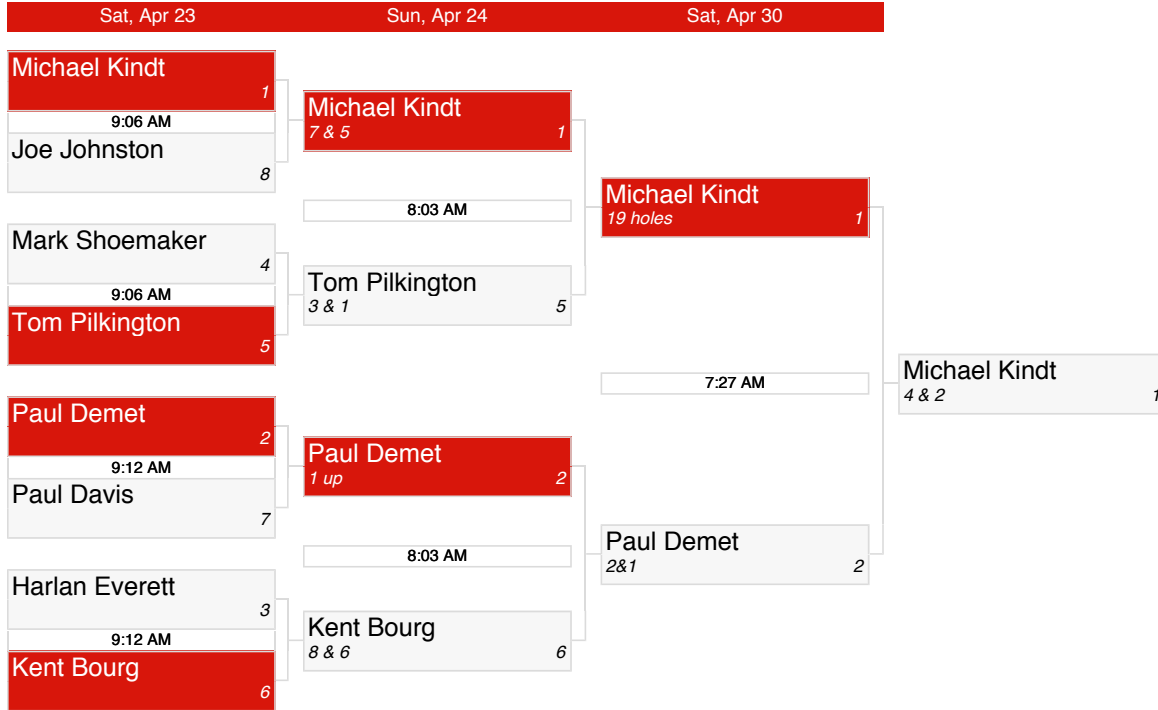 Sat, Apr 23
Sun, Apr 24
Sat, Apr 30
Michael Kindt
1
9:06 AM
Joe Johnston
8
Mark Shoemaker
4
9:06 AM
Tom Pilkington
5
Paul Demet
2
9:12 AM
Paul Davis
7
Harlan Everett
3
9:12 AM
Kent Bourg
6
Michael Kindt
7 & 5 1
8:03 AM
Tom Pilkington
3 & 1 5
Paul Demet
1 up 2
8:03 AM
Kent Bourg
8 & 6 6
Michael Kindt
19 holes 1
7:27 AM
Paul Demet
2&1 2
Michael Kindt
4 & 2 1